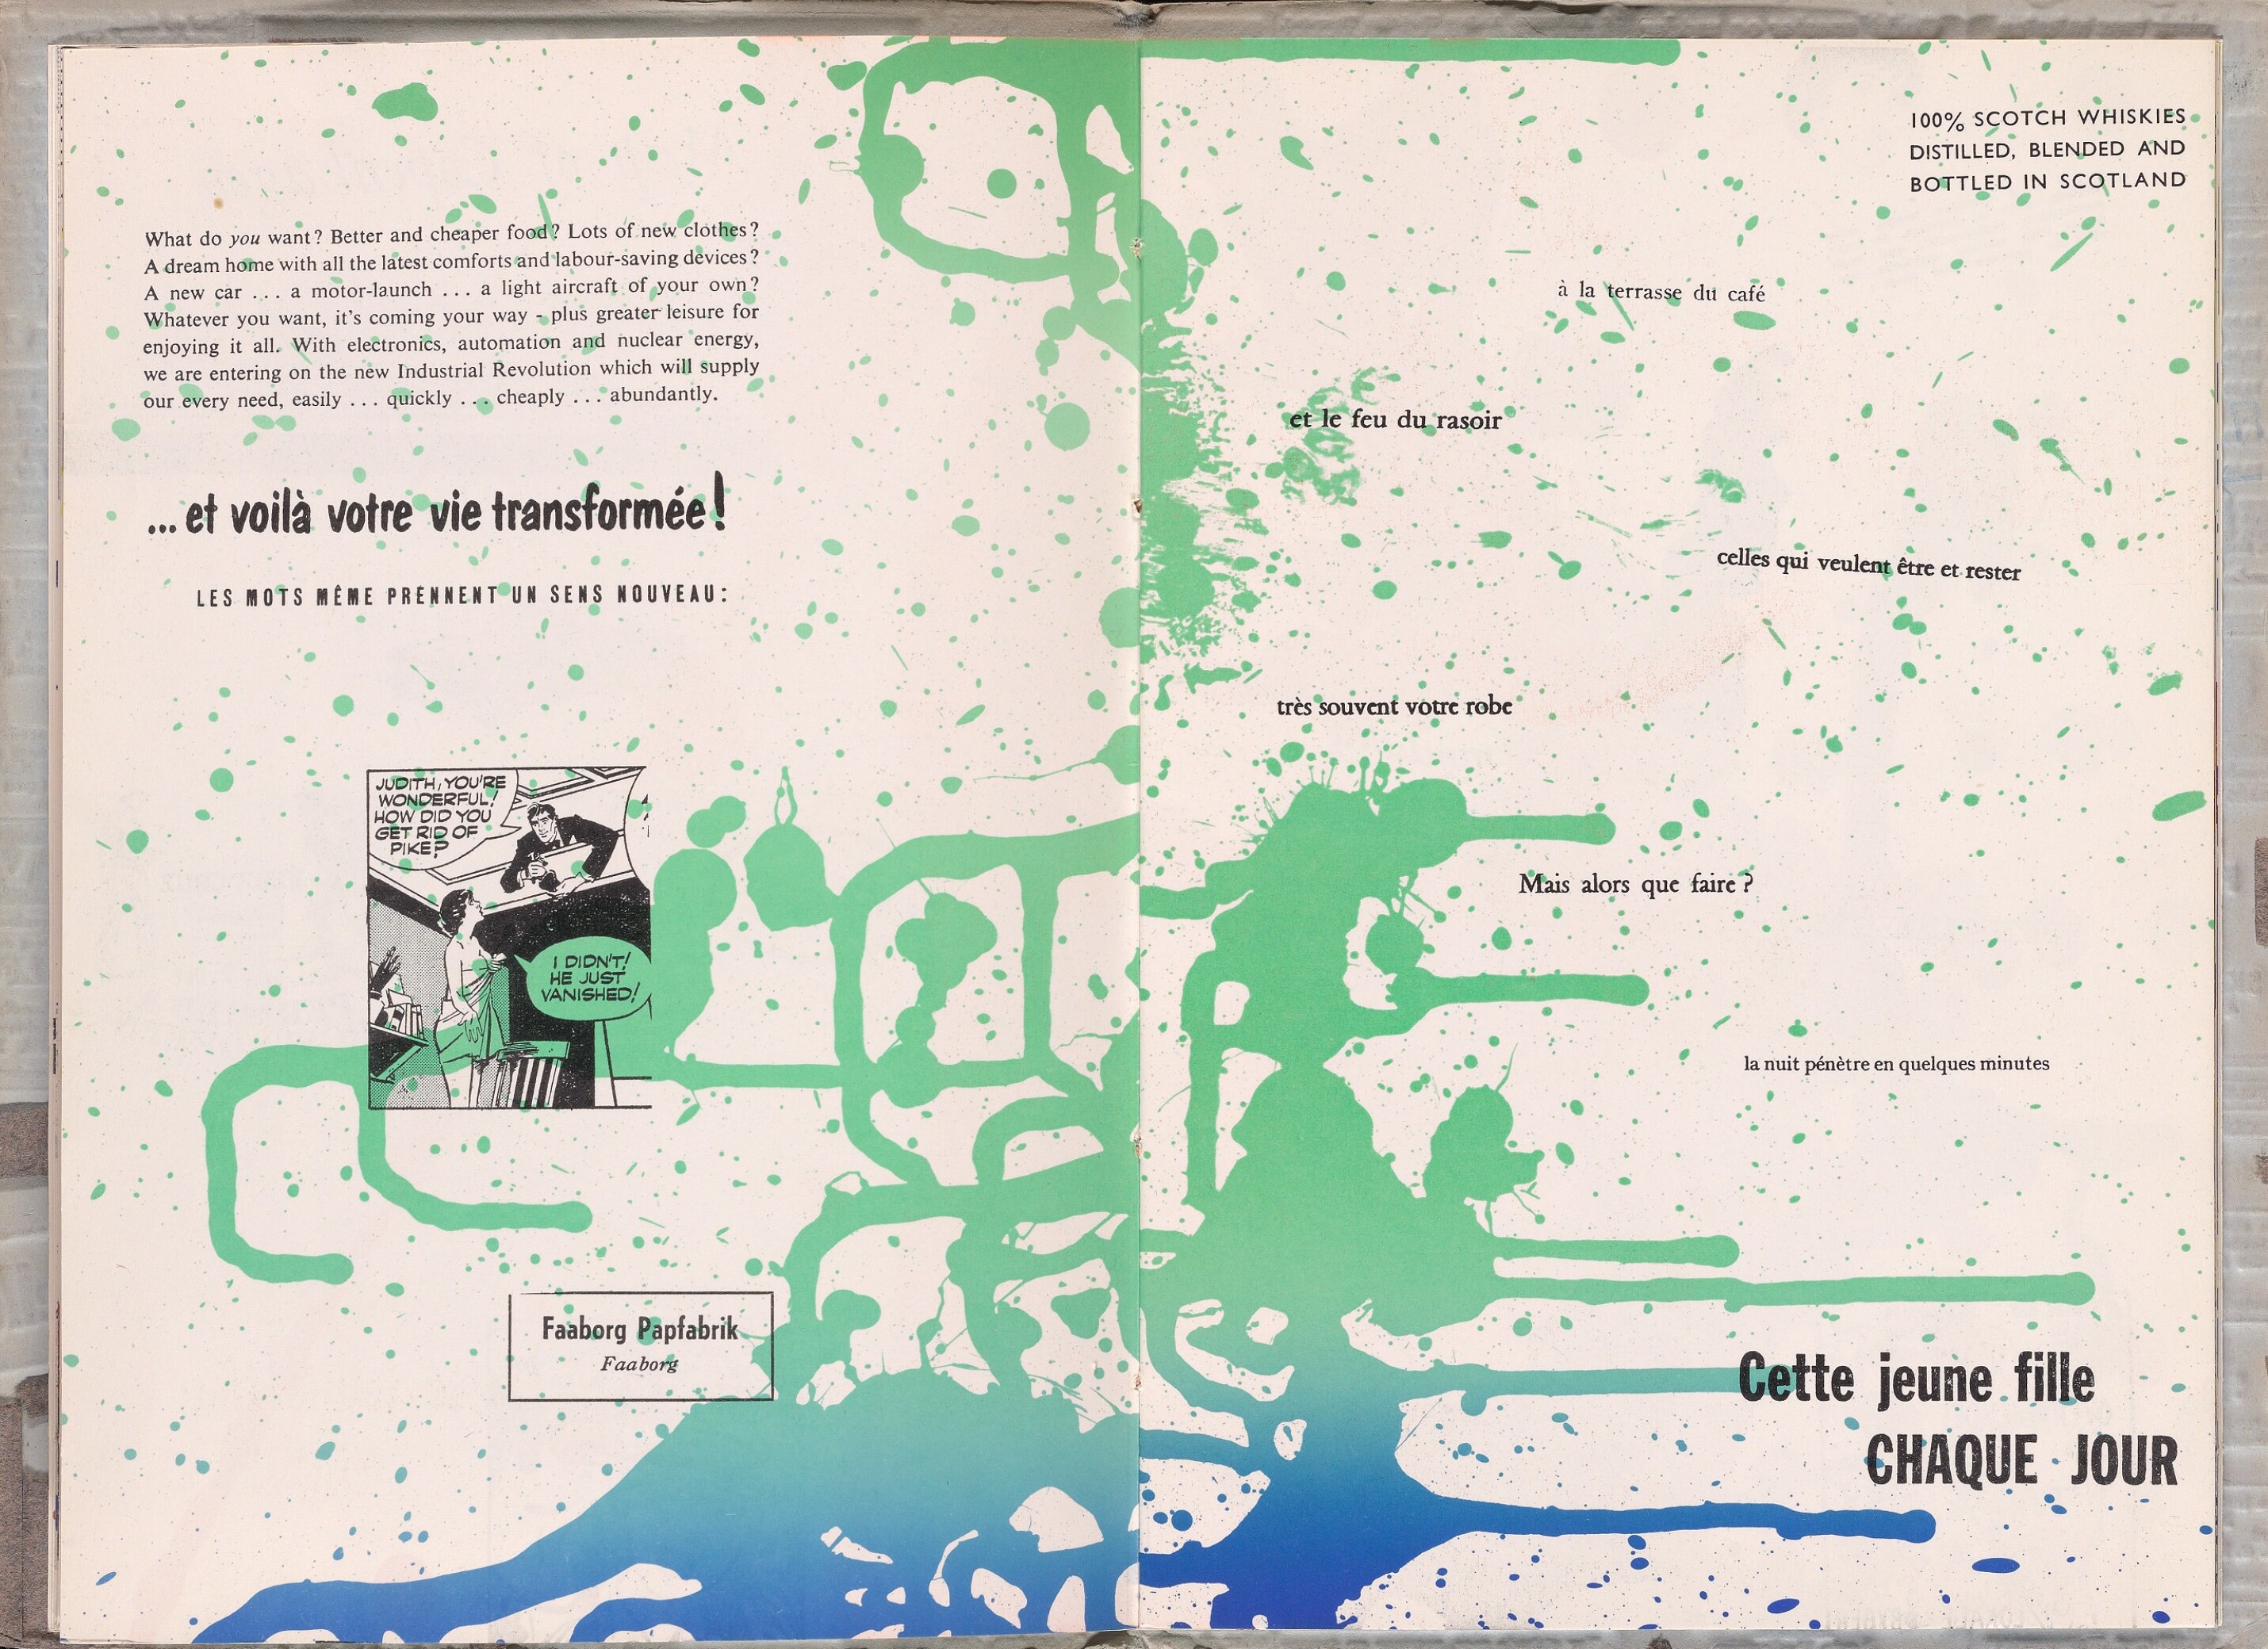 What do you want? Better and cheaper food? Lots of new clothes?
A dream home with all the latest comforts and labour-saving devices?
A new car ... a motor-launch ... a light aircraft of your own?
Whatever you want, it's coming your way - plus greater leisure for
enjoying it all. With electronics, automation and nuclear energy,
we are entering on the new Industrial Revolution which will supply
our every need, easily ... quickly ... cheaply ... abundantly.
... et voilà votre vie transformée!
LES MOTS MÊME PRENNENT UN SENS NOUVEAU:
JUDITH, YOU'RE
WONDERFUL!
HOW DID YOU
GET RID OF
PIKE?
I DIDN'T!
HE JUST
VANISHED!
Faaborg Papfabrik
Faaborg
100% SCOTCH WHISKIES
DISTILLED, BLENDED AND
BOTTLED IN SCOTLAND
à la terrasse du café
et le feu du rasoir
celles qui veulent être et rester
très souvent votre robe
Mais alors que faire?
la nuit pénètre en quelques minutes
Cette jeune fille
CHAQUE JOUR